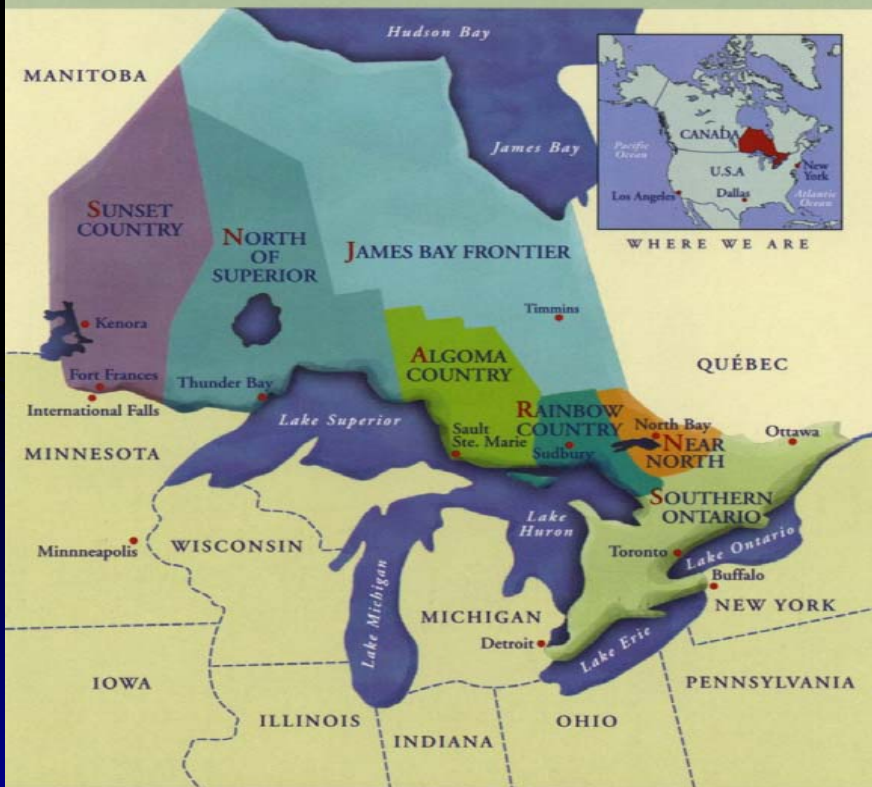 Hudson Bay
MANITOBA
James Bay
CANADA
Pacific
Ocean
U.S.A
New
York
Los Angeles
Dallas
Atlantic
Ocean
WHERE WE ARE
SUNSET
COUNTRY
NORTH
OF
SUPERIOR
JAMES BAY FRONTIER
Timmins
Kenora
ALGOMA
COUNTRY
QUÉBEC
Fort Frances
Thunder Bay
International Falls
Lake Superior
RAINBOW
COUNTRY
Sudbury
North Bay
NEAR
NORTH
Ottawa
Sault
Ste. Marie
MINNESOTA
SOUTHERN
ONTARIO
Lake
Huron
Minnneapolis
WISCONSIN
Toronto
Lake Ontario
Buffalo
NEW YORK
Lake Michigan
MICHIGAN
Detroit
Lake Erie
IOWA
PENNSYLVANIA
ILLINOIS
OHIO
INDIANA